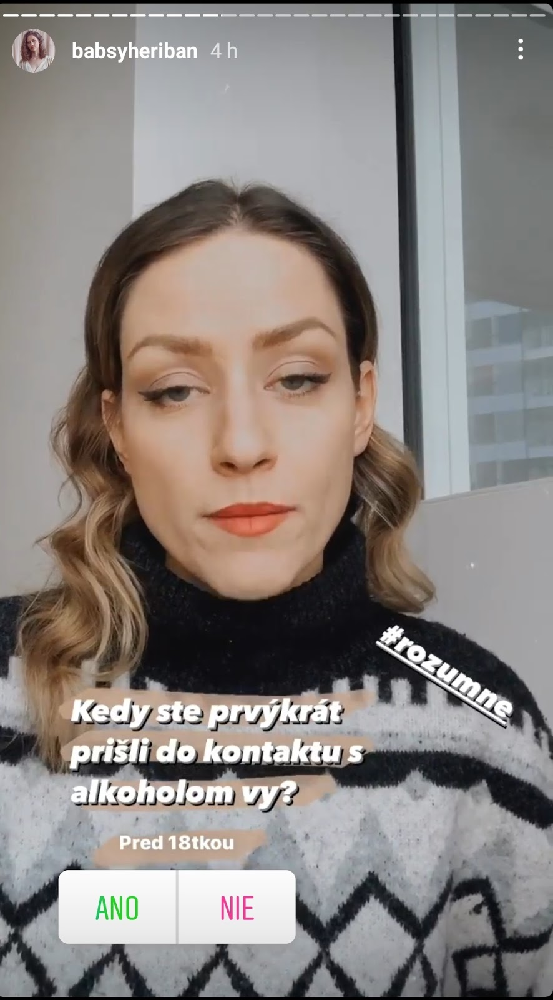 babsyheriban 4 h
#rozumne
Kedy ste prvýkrát
prišli do kontaktu s
alkoholom vy?
Pred 18tkou
ANO NIE